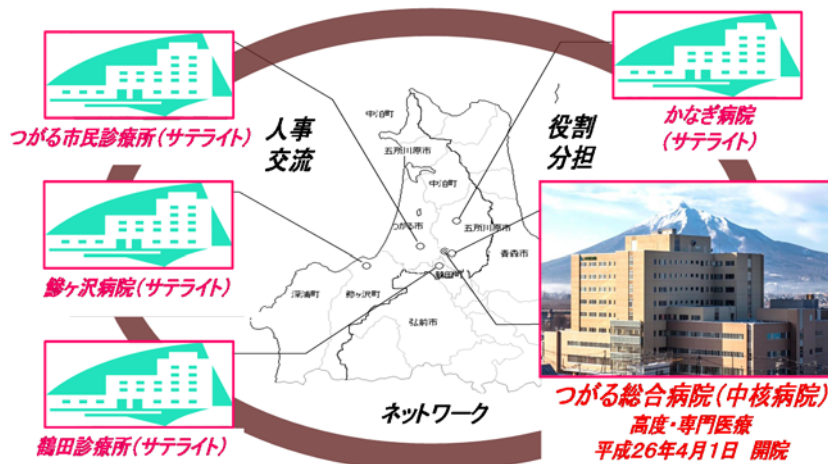 つがる市民診療所(サテライト)
人事
交流
役割
分担
かなぎ病院
(サテライト)
中泊町
五所川原市
中泊町
つがる市
五所川原市
青森市
鶴田町
深浦町
鰺ヶ沢町
弘前市
鰺ヶ沢病院(サテライト)
鶴田診療所(サテライト)
ネットワーク
つがる総合病院(中核病院)
高度・専門医療
平成26年4月1日 開院